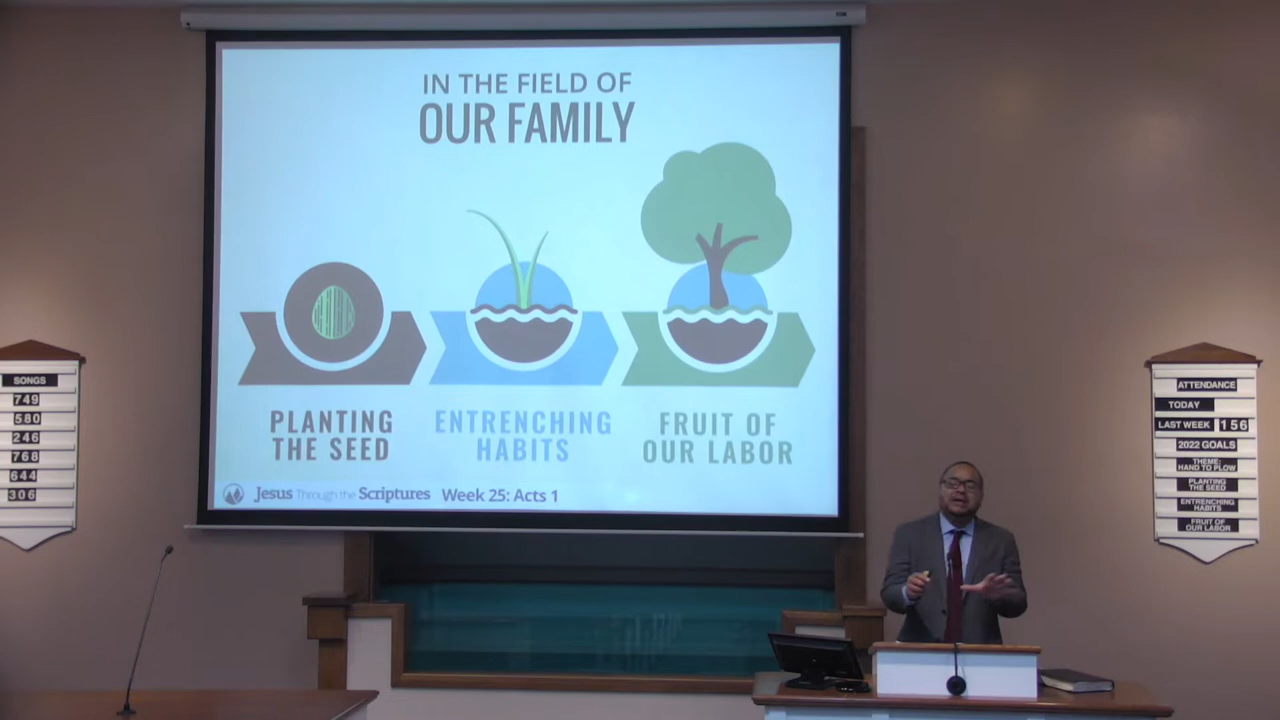 IN THE FIELD OF
OUR FAMILY
PLANTING
THE SEED
ENTRENCHING
HABITS
FRUIT OF
OUR LABOR
Jesus Through the Scriptures Week 25: Acts 1
SONGS
749
580
246
768
644
306
ATTENDANCE
TODAY
LAST WEEK 156
2022 GOALS
THEME:
HAND TO PLOW
PLANTING
THE SEED
ENTRENCHING
HABITS
FRUIT OF
OUR LABOR